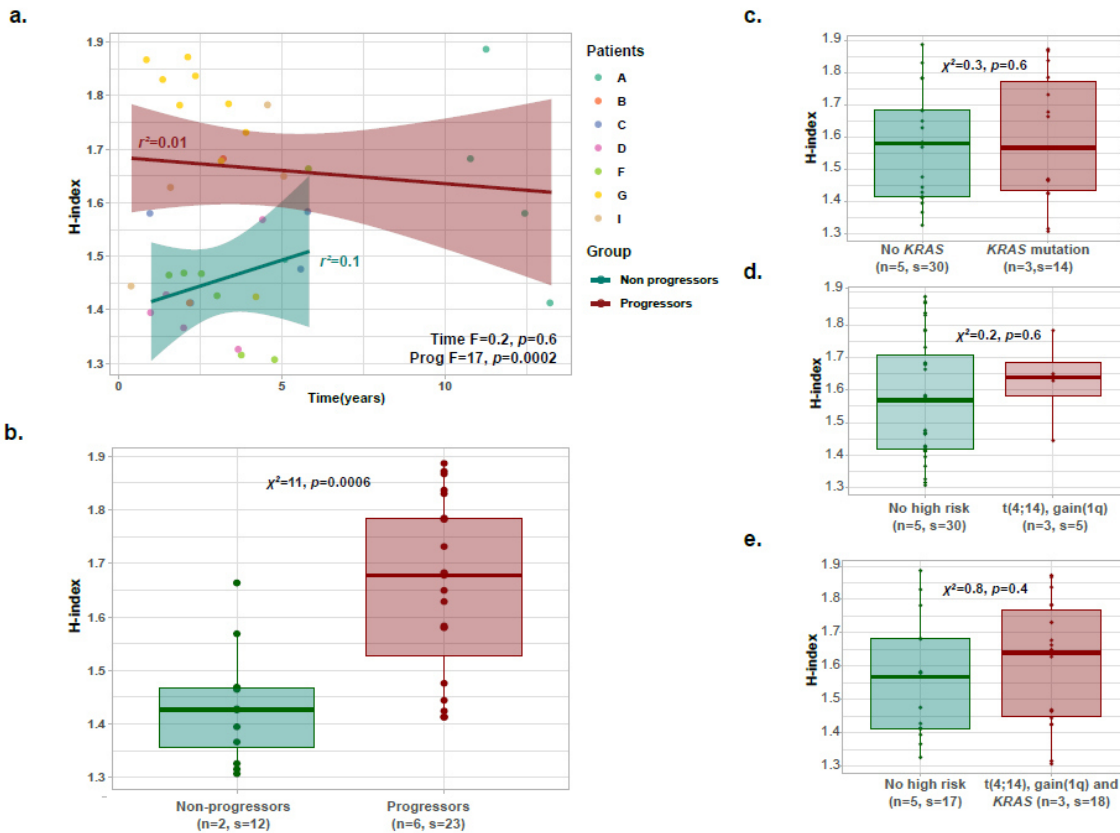 a.
1.9
1.8
1.7
1.6
1.5
1.4
1.3
H-index
r²=0.01
r²=0.1
Time F=0.2, p=0.6
Prog F=17, p=0.0002
0
5
10
Time(years)
Patients
A
B
C
D
F
G
I
Group
Non progressors
Progressors
b.
1.9
1.8
1.7
1.6
1.5
1.4
1.3
H-index
χ²=11, p=0.0006
Non-progressors
(n=2, s=12)
Progressors
(n=6, s=23)
c.
1.9
1.8
1.7
1.6
1.5
1.4
1.3
H-index
χ²=0.3, p=0.6
No KRAS
(n=5, s=30)
KRAS mutation
(n=3,s=14)
d.
1.9
1.8
1.7
1.6
1.5
1.4
1.3
H-index
χ²=0.2, p=0.6
No high risk
(n=5, s=30)
t(4;14), gain(1q)
(n=3, s=5)
e.
1.9
1.8
1.7
1.6
1.5
1.4
1.3
H-index
χ²=0.8, p=0.4
No high risk
(n=5, s=17)
t(4;14), gain(1q) and
KRAS (n=3, s=18)